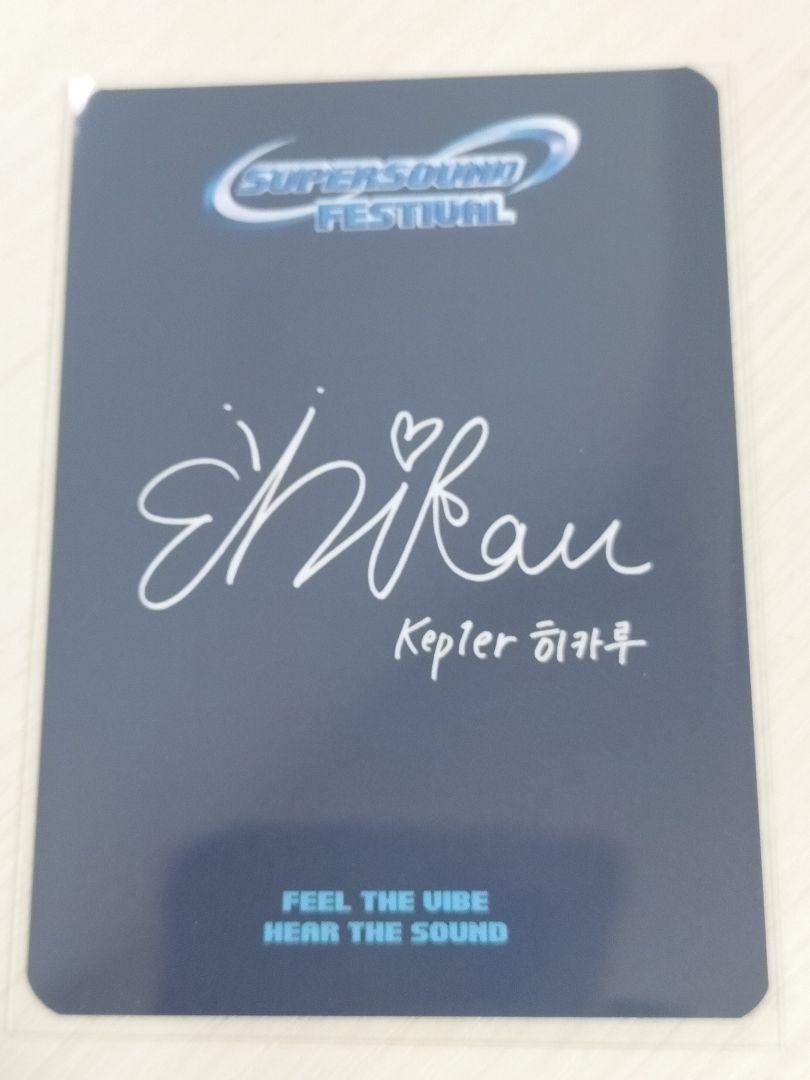 SUPERSOUND
FESTIVAL
Hikaru
Kep1er 히카루
FEEL THE VIBE
HEAR THE SOUND